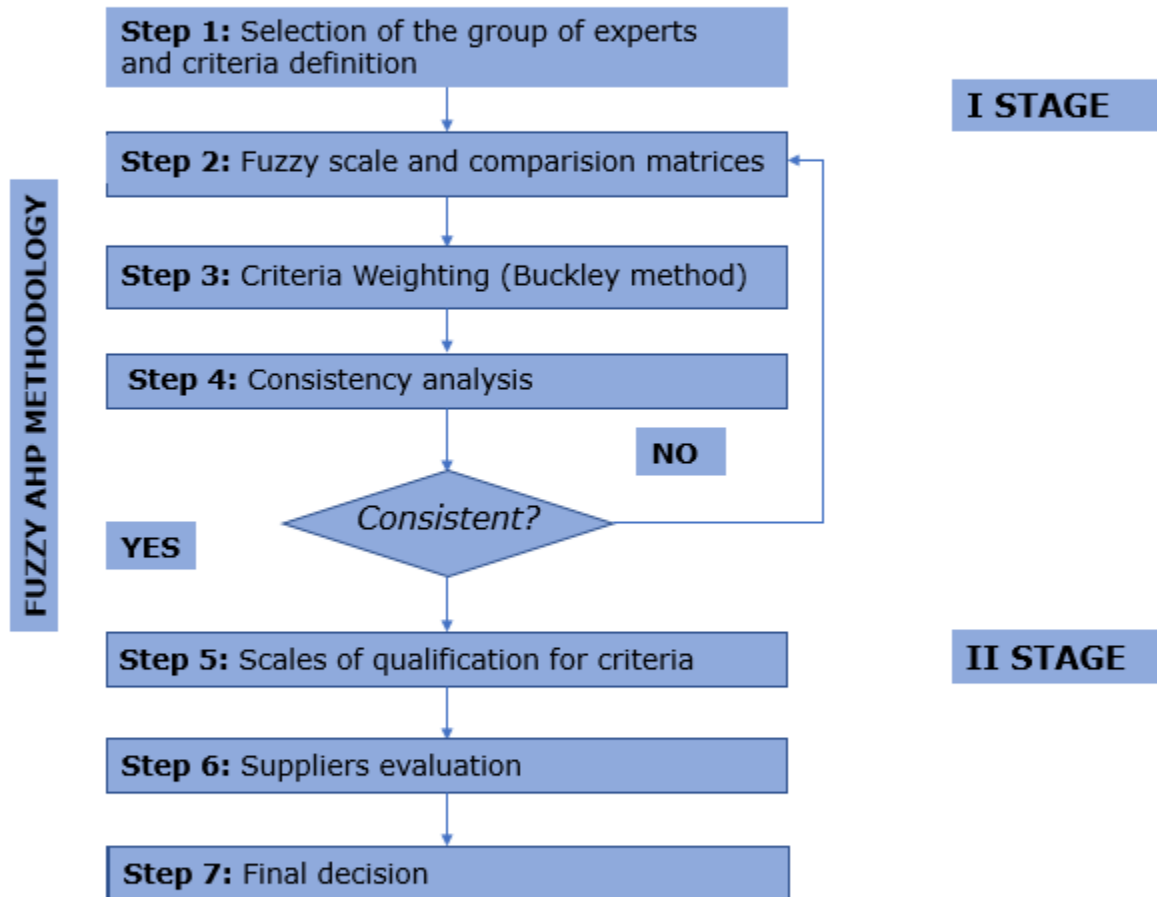 Step 1: Selection of the group of experts
and criteria definition
I STAGE
Step 2: Fuzzy scale and comparision matrices
FUZZY AHP METHODOLOGY
Step 3: Criteria Weighting (Buckley method)
Step 4: Consistency analysis
NO
Consistent?
YES
Step 5: Scales of qualification for criteria
II STAGE
Step 6: Suppliers evaluation
Step 7: Final decision